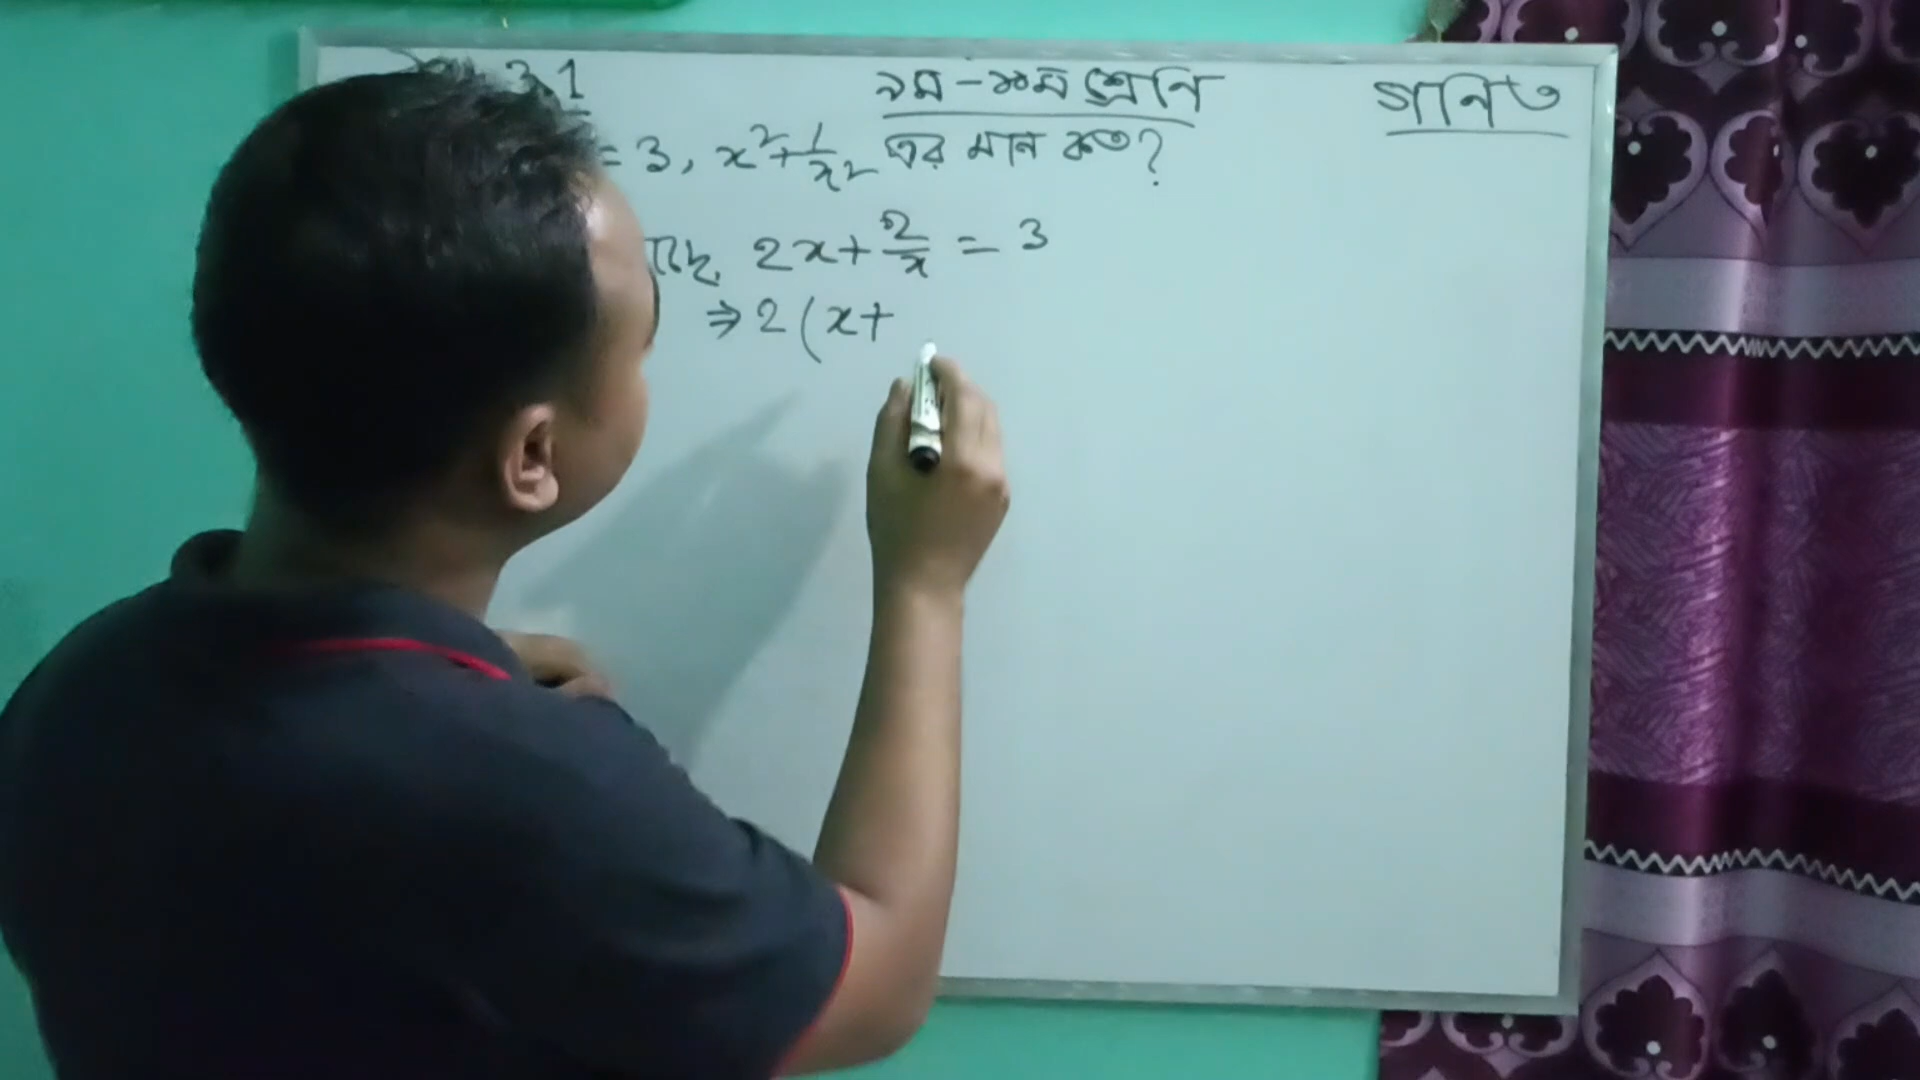 3.1 ৯ম-১০ম শ্রেনি গনিত
= 3, x²+1/x² এর মান কত?
2x+2/x = 3
⇒ 2(x+